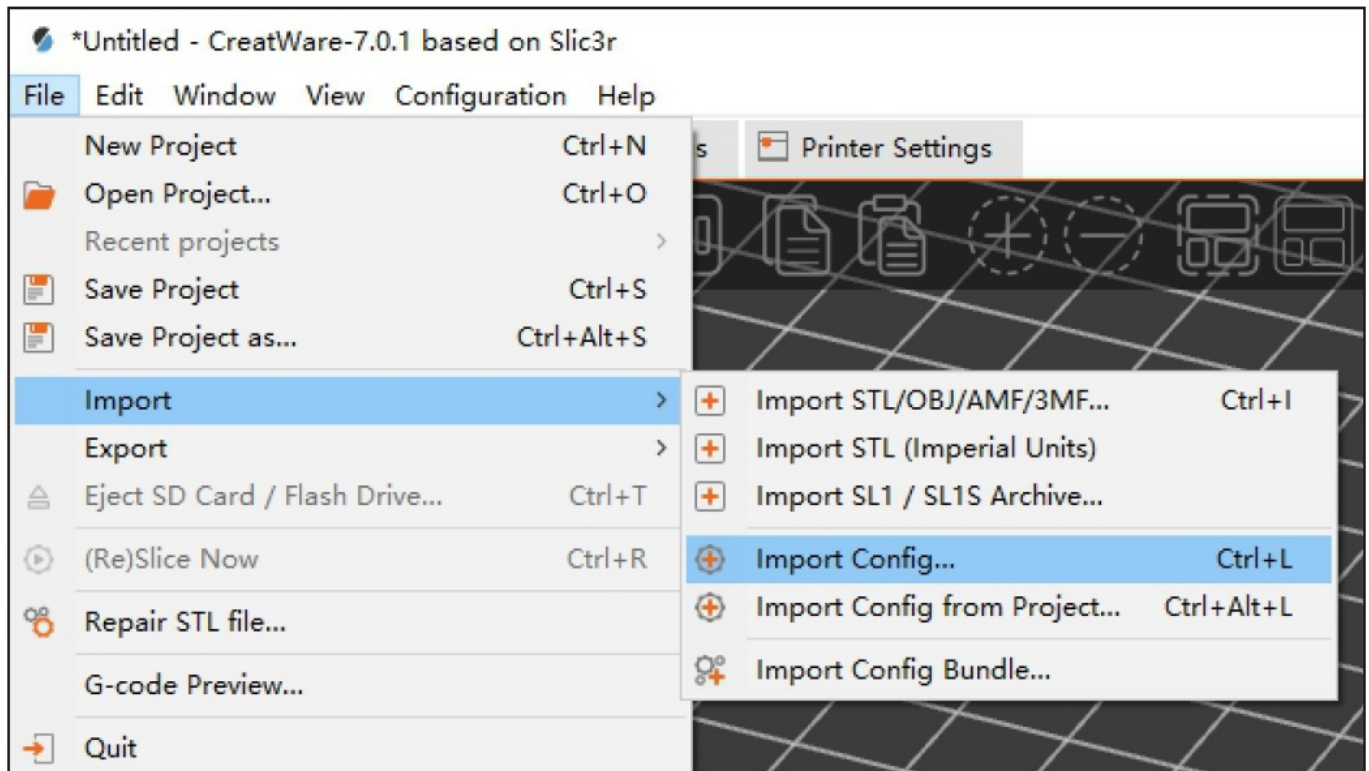 *Untitled - CreatWare-7.0.1 based on Slic3r
File Edit Window View Configuration Help
s Printer Settings
New Project Ctrl+N
Open Project... Ctrl+O
Recent projects
Save Project Ctrl+S
Save Project as... Ctrl+Alt+S
Import
Export
Eject SD Card / Flash Drive... Ctrl+T
(Re)Slice Now Ctrl+R
Repair STL file...
G-code Preview...
Quit
Import STL/OBJ/AMF/3MF... Ctrl+I
Import STL (Imperial Units)
Import SL1 / SL1S Archive...
Import Config... Ctrl+L
Import Config from Project... Ctrl+Alt+L
Import Config Bundle...